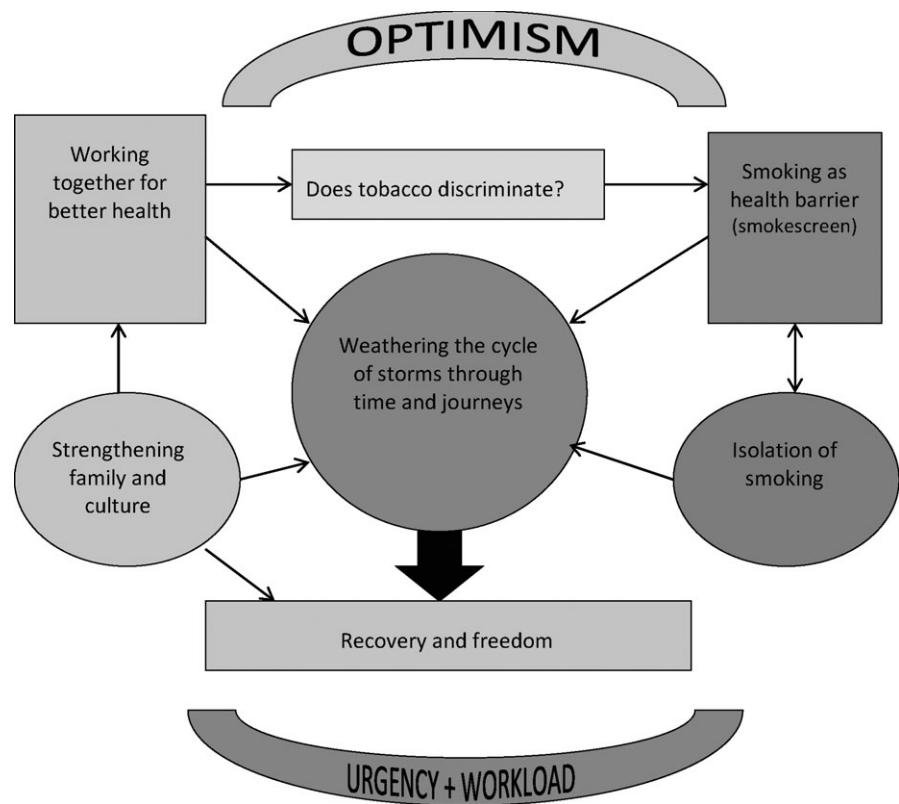 OPTIMISM
Working
together for
better health
Does tobacco discriminate?
Smoking as
health barrier
(smokescreen)
Weathering the cycle
of storms through
time and journeys
Strengthening
family and
culture
Isolation of
smoking
Recovery and freedom
URGENCY + WORKLOAD